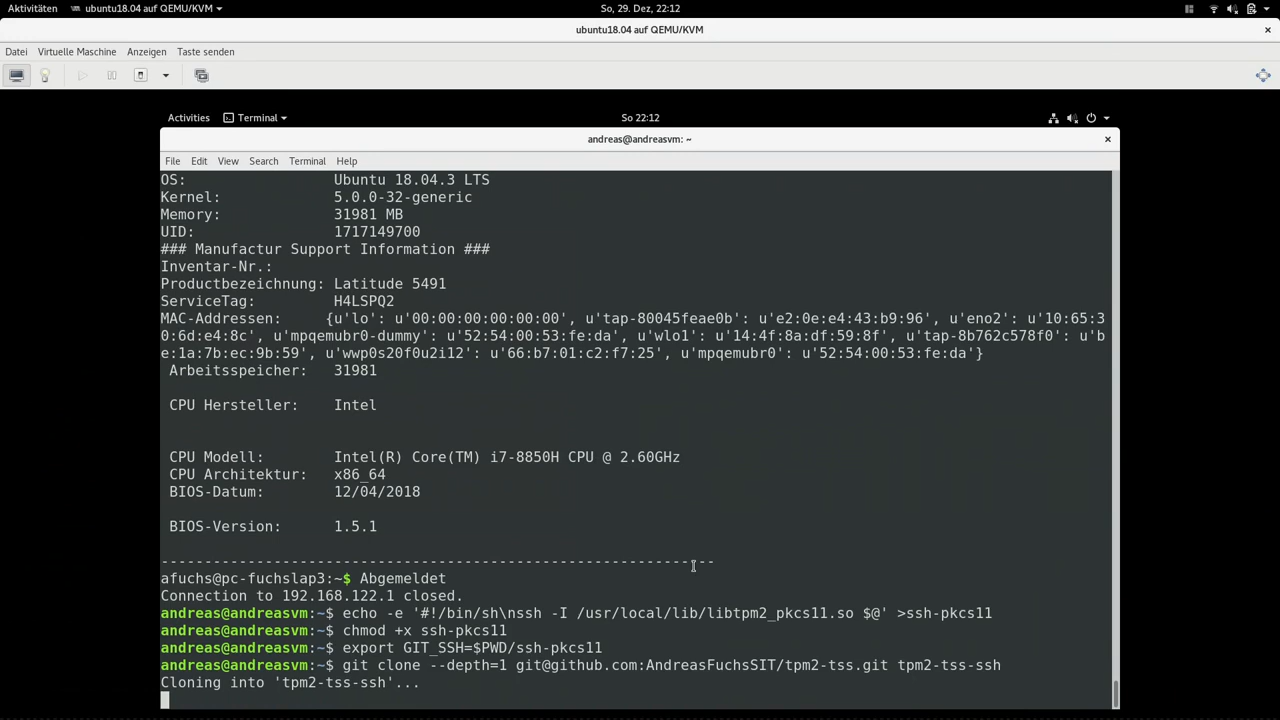 Aktivitäten
ubuntu18.04 auf QEMU/KVM
So, 29. Dez, 22:12
ubuntu18.04 auf QEMU/KVM
Datei Virtuelle Maschine Anzeigen Taste senden
Activities Terminal So 22:12
andreas@andreasvm: ~
File Edit View Search Terminal Help
OS: Ubuntu 18.04.3 LTS
Kernel: 5.0.0-32-generic
Memory: 31981 MB
UID: 1717149700
### Manufactur Support Information ###
Inventar-Nr.:
Productbezeichnung: Latitude 5491
ServiceTag: H4LSPQ2
MAC-Addressen: {u'lo': u'00:00:00:00:00:00', u'tap-80045feae0b': u'e2:0e:e4:43:b9:96', u'eno2': u'10:65:3
0:6d:e4:8c', u'mpqemubr0-dummy': u'52:54:00:53:fe:da', u'wlo1': u'14:4f:8a:df:59:8f', u'tap-8b762c578f0': u'b
e:1a:7b:ec:9b:59', u'wwp0s20f0u2i12': u'66:b7:01:c2:f7:25', u'mpqemubr0': u'52:54:00:53:fe:da'}
Arbeitsspeicher: 31981
CPU Hersteller: Intel
CPU Modell: Intel(R) Core(TM) i7-8850H CPU @ 2.60GHz
CPU Architektur: x86_64
BIOS-Datum: 12/04/2018
BIOS-Version: 1.5.1
----------------------------------------------------------------
afuchs@pc-fuchslap3:~$ Abgemeldet
Connection to 192.168.122.1 closed.
andreas@andreasvm:~$ echo -e '#!/bin/sh\nssh -I /usr/local/lib/libtpm2_pkcs11.so $@' >ssh-pkcs11
andreas@andreasvm:~$ chmod +x ssh-pkcs11
andreas@andreasvm:~$ export GIT_SSH=$PWD/ssh-pkcs11
andreas@andreasvm:~$ git clone --depth=1 git@github.com:AndreasFuchsSIT/tpm2-tss.git tpm2-tss-ssh
Cloning into 'tpm2-tss-ssh'...